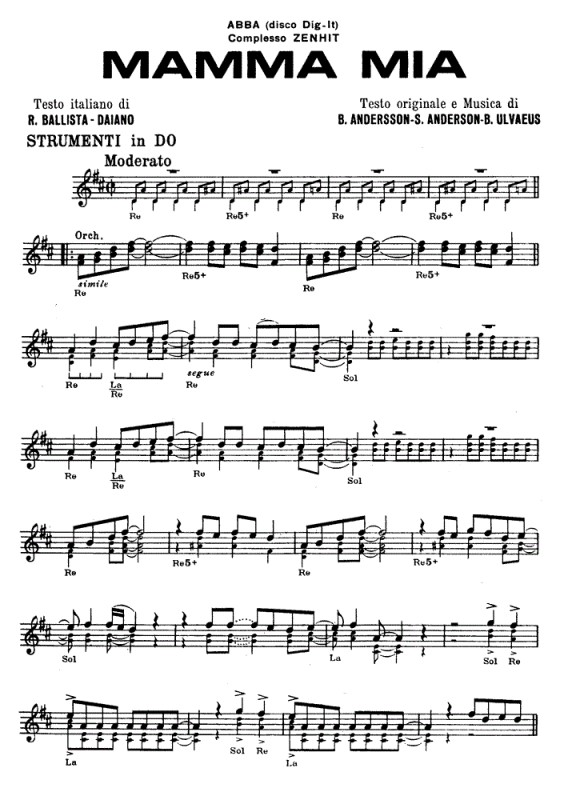 ABBA (disco Dig-It)
Complesso ZENHIT
MAMMA MIA
Testo italiano di
R. BALLISTA - DAIANO
Testo originale e Musica di
B. ANDERSSON-S. ANDERSON-B. ULVAEUS
STRUMENTI in DO
Moderato
Re Re5+ Re Re5+
Orch.
simile
Re Re5+ Re Re5+
segue
Re La/Re Re Sol
Re La/Re Re Sol
Re Re5+ Re Re5+
Sol La Sol Re
La Sol Re La